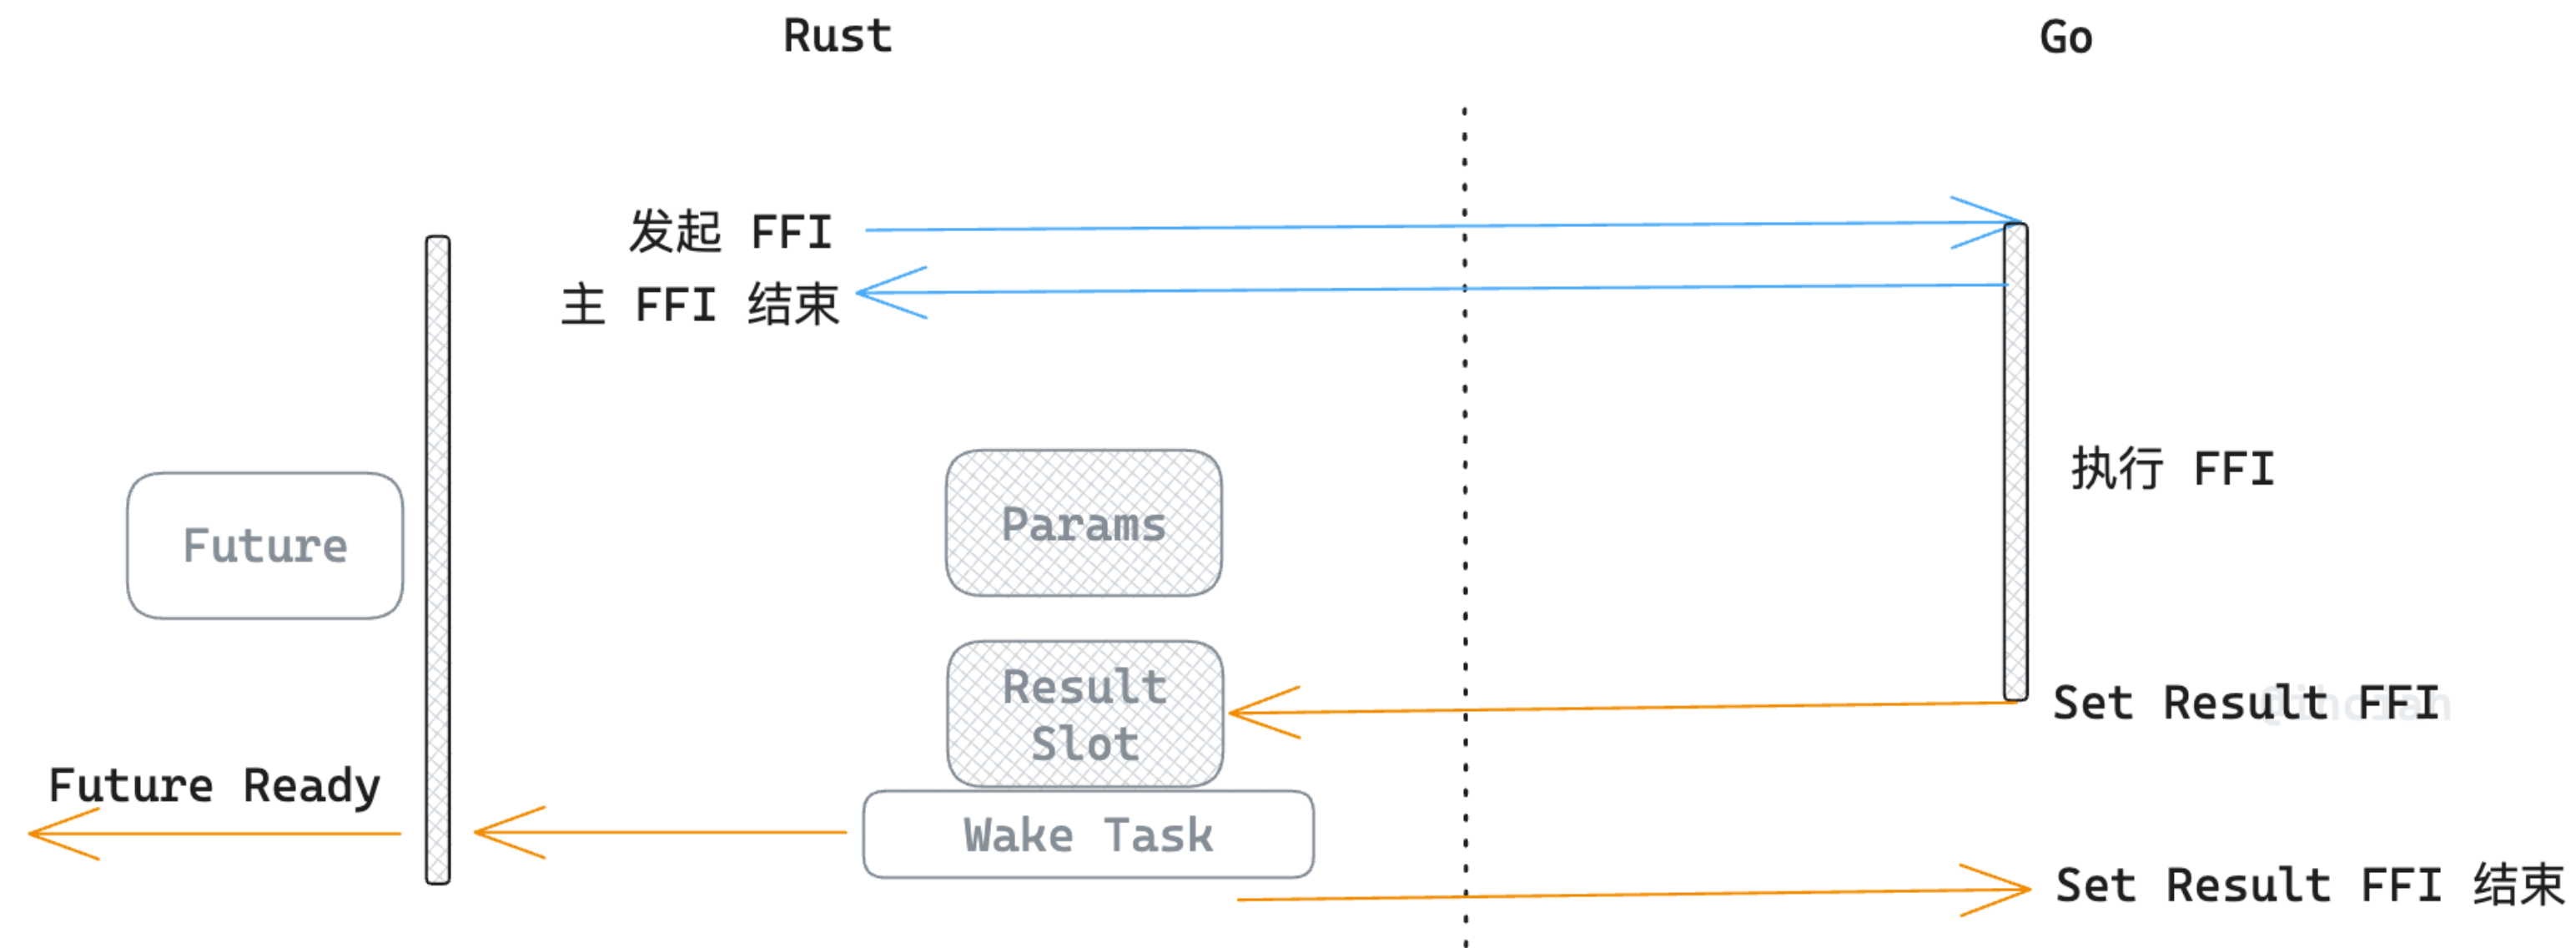 Rust
Go
发起 FFI
主 FFI 结束
执行 FFI
Future
Params
Result
Slot
Set Result FFI
Future Ready
Wake Task
Set Result FFI 结束